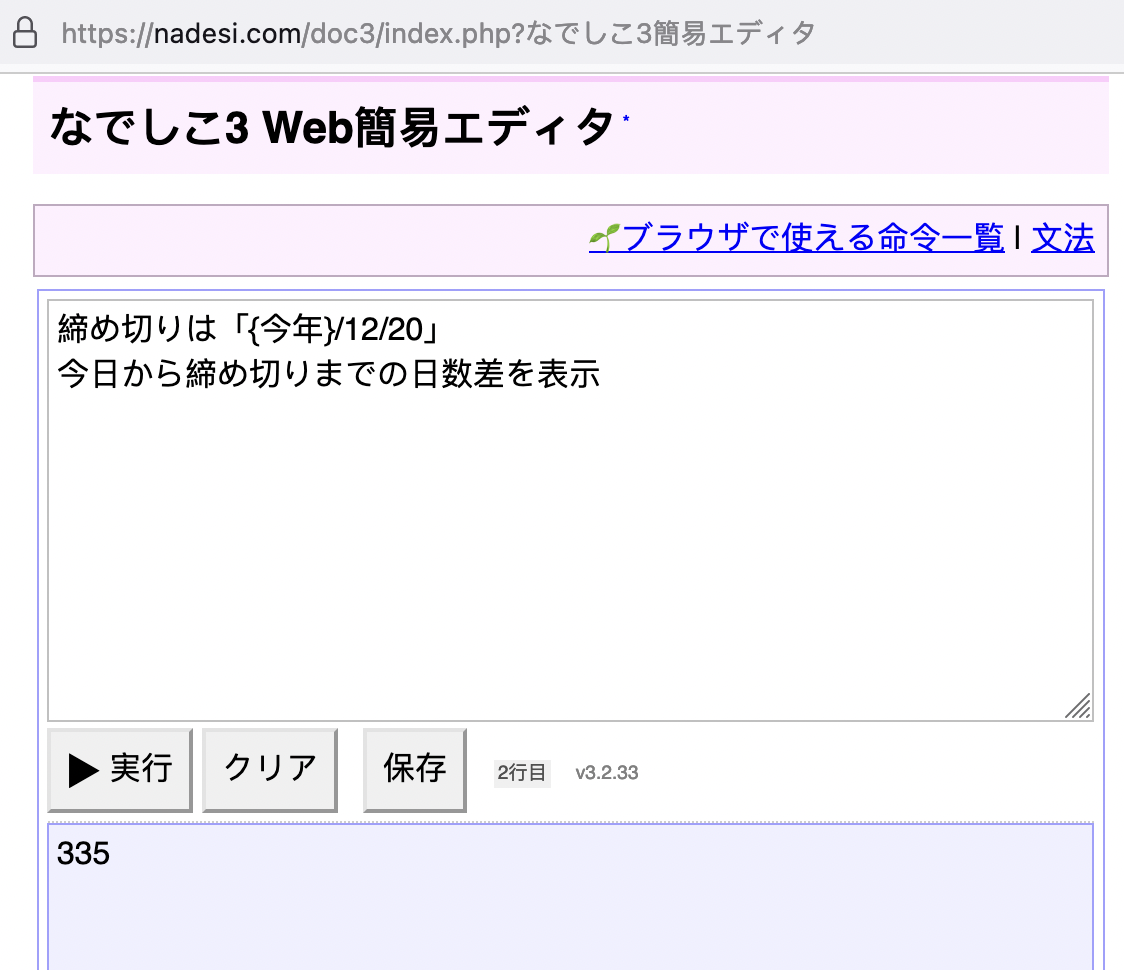 https://nadesi.com/doc3/index.php?なでしこ3簡易エディタ
なでしこ3 Web簡易エディタ *
🌱ブラウザで使える命令一覧 | 文法
締め切りは「{今年}/12/20」
今日から締め切りまでの日数差を表示
▶ 実行 クリア 保存 2行目 v3.2.33
335